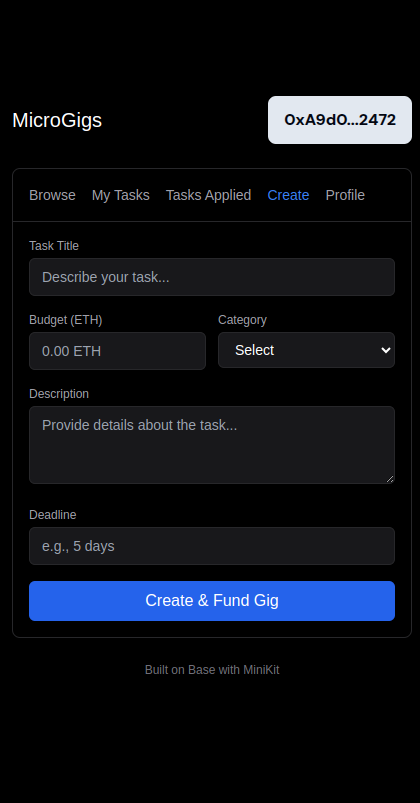 MicroGigs
0xA9d0...2472
Browse My Tasks Tasks Applied Create Profile
Task Title
Describe your task...
Budget (ETH) Category
0.00 ETH Select
Description
Provide details about the task...
Deadline
e.g., 5 days
Create & Fund Gig
Built on Base with MiniKit